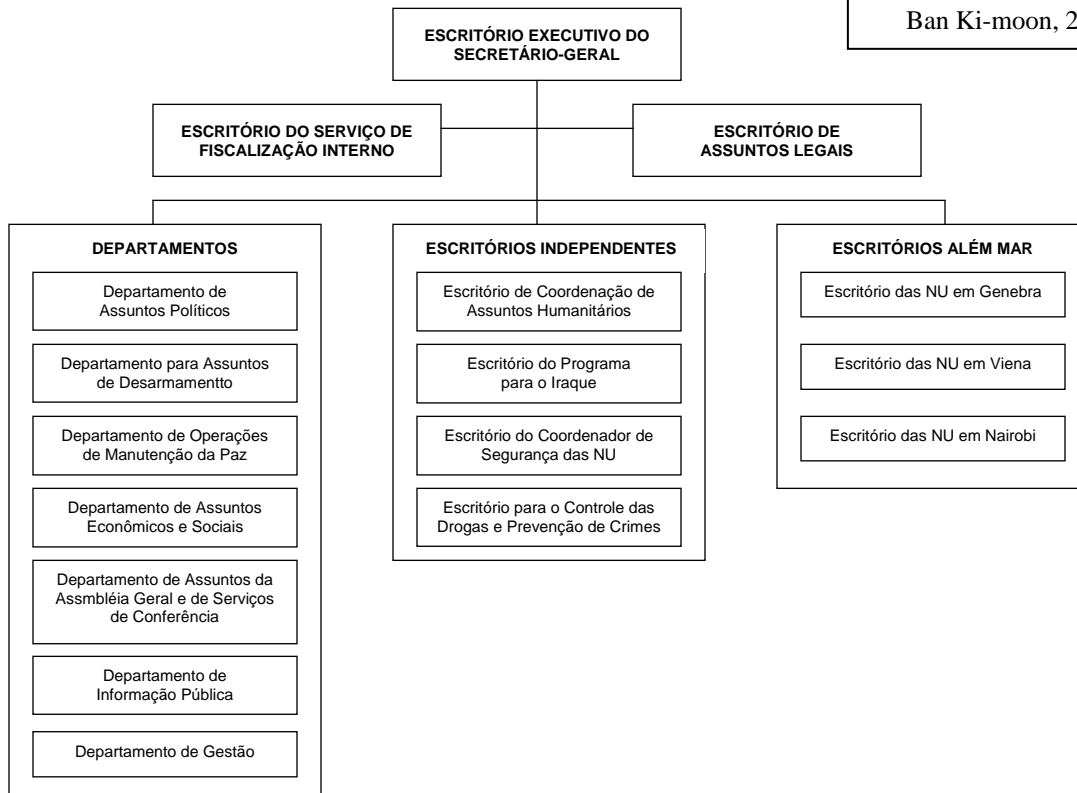 Ban Ki-moon, 2
ESCRITÓRIO EXECUTIVO DO
SECRETÁRIO-GERAL
ESCRITÓRIO DO SERVIÇO DE
FISCALIZAÇÃO INTERNO
ESCRITÓRIO DE
ASSUNTOS LEGAIS
DEPARTAMENTOS
Departamento de
Assuntos Políticos
Departamento para Assuntos
de Desarmamentto
Departamento de Operações
de Manutenção da Paz
Departamento de Assuntos
Econômicos e Sociais
Departamento de Assuntos da
Assmbléia Geral e de Serviços
de Conferência
Departamento de
Informação Pública
Departamento de Gestão
ESCRITÓRIOS INDEPENDENTES
Escritório de Coordenação de
Assuntos Humanitários
Escritório do Programa
para o Iraque
Escritório do Coordenador de
Segurança das NU
Escritório para o Controle das
Drogas e Prevenção de Crimes
ESCRITÓRIOS ALÉM MAR
Escritório das NU em Genebra
Escritório das NU em Viena
Escritório das NU em Nairobi